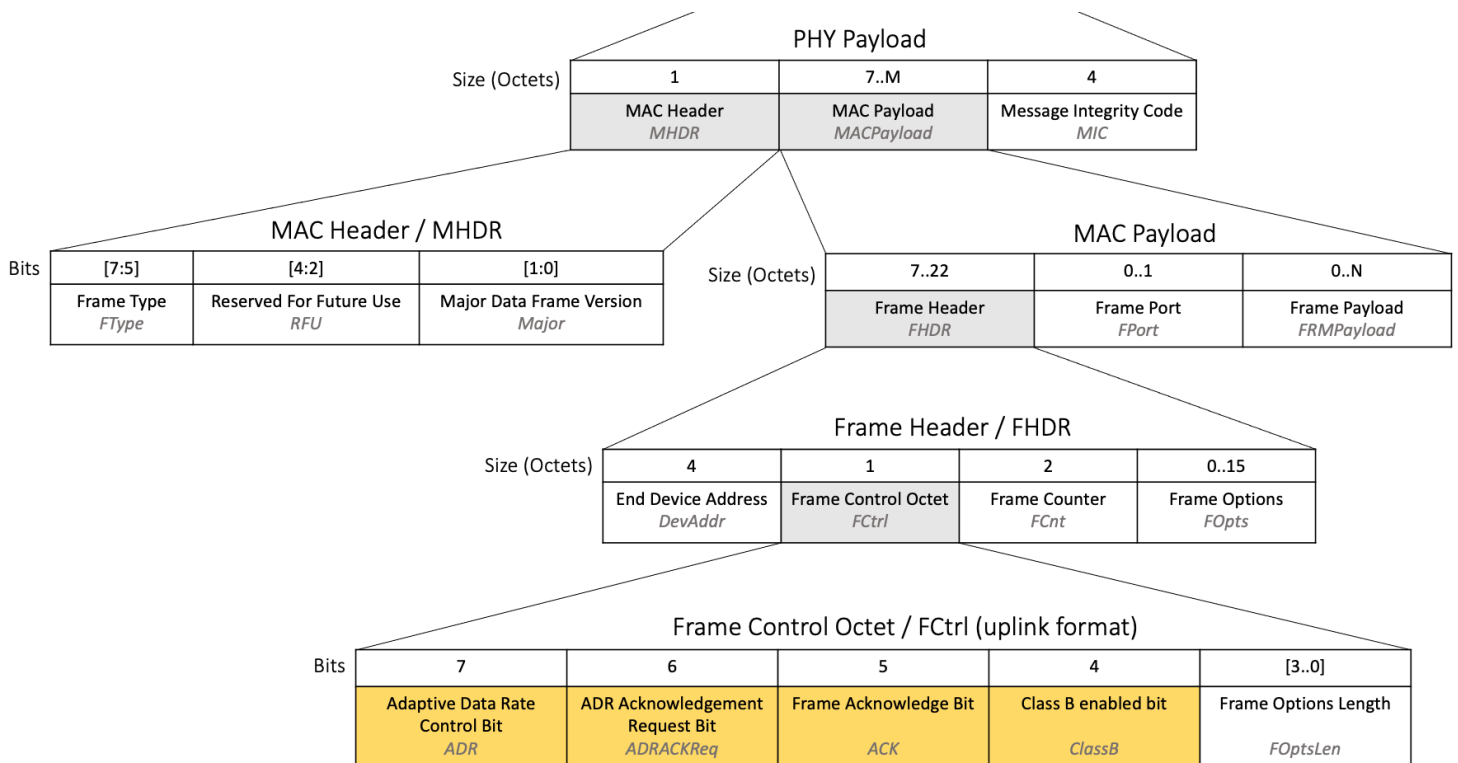 PHY Payload
Size (Octets) 1 7..M 4
MAC Header MAC Payload Message Integrity Code
MHDR MACPayload MIC
MAC Header / MHDR
Bits [7:5] [4:2] [1:0]
Frame Type Reserved For Future Use Major Data Frame Version
FType RFU Major
MAC Payload
Size (Octets) 7..22 0..1 0..N
Frame Header Frame Port Frame Payload
FHDR FPort FRMPayload
Frame Header / FHDR
Size (Octets) 4 1 2 0..15
End Device Address Frame Control Octet Frame Counter Frame Options
DevAddr FCtrl FCnt FOpts
Frame Control Octet / FCtrl (uplink format)
Bits 7 6 5 4 [3..0]
Adaptive Data Rate ADR Acknowledgement Frame Acknowledge Bit Class B enabled bit Frame Options Length
Control Bit Request Bit
ADR ADRACKReq ACK ClassB FOptsLen